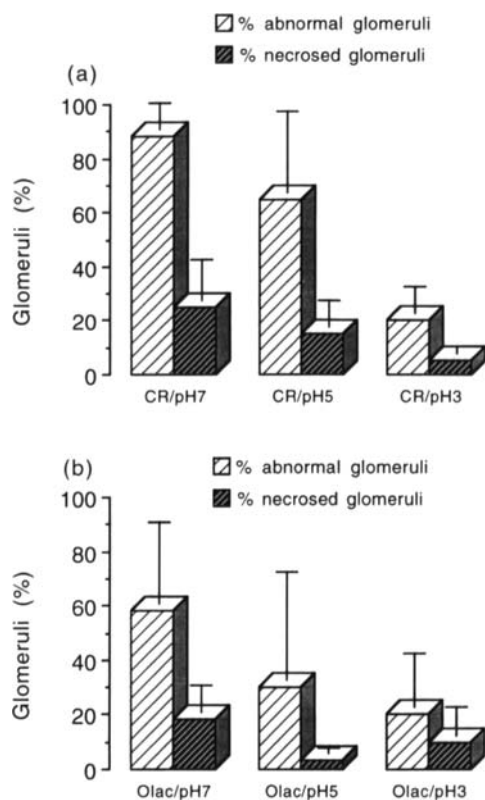 % abnormal glomeruli
% necrosed glomeruli
(a)
100
80
60
40
20
0
Glomeruli (%)
CR/pH7 CR/pH5 CR/pH3
(b)
% abnormal glomeruli
% necrosed glomeruli
100
80
60
40
20
0
Glomeruli (%)
Olac/pH7 Olac/pH5 Olac/pH3